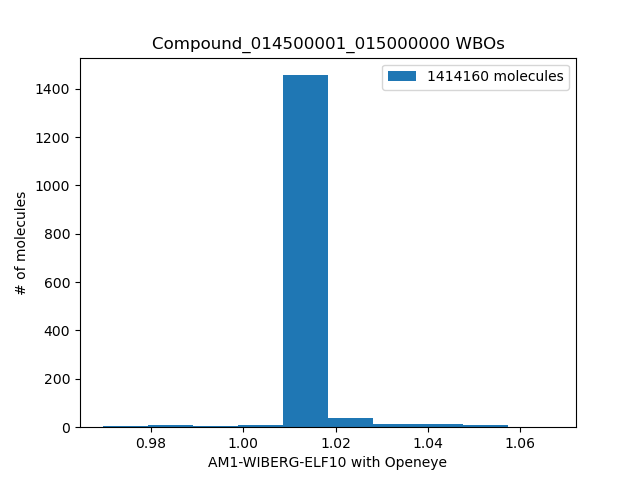 Compound_014500001_015000000 WBOs
1414160 molecules
# of molecules
1400
1200
1000
800
600
400
200
0
0.98 1.00 1.02 1.04 1.06
AM1-WIBERG-ELF10 with Openeye